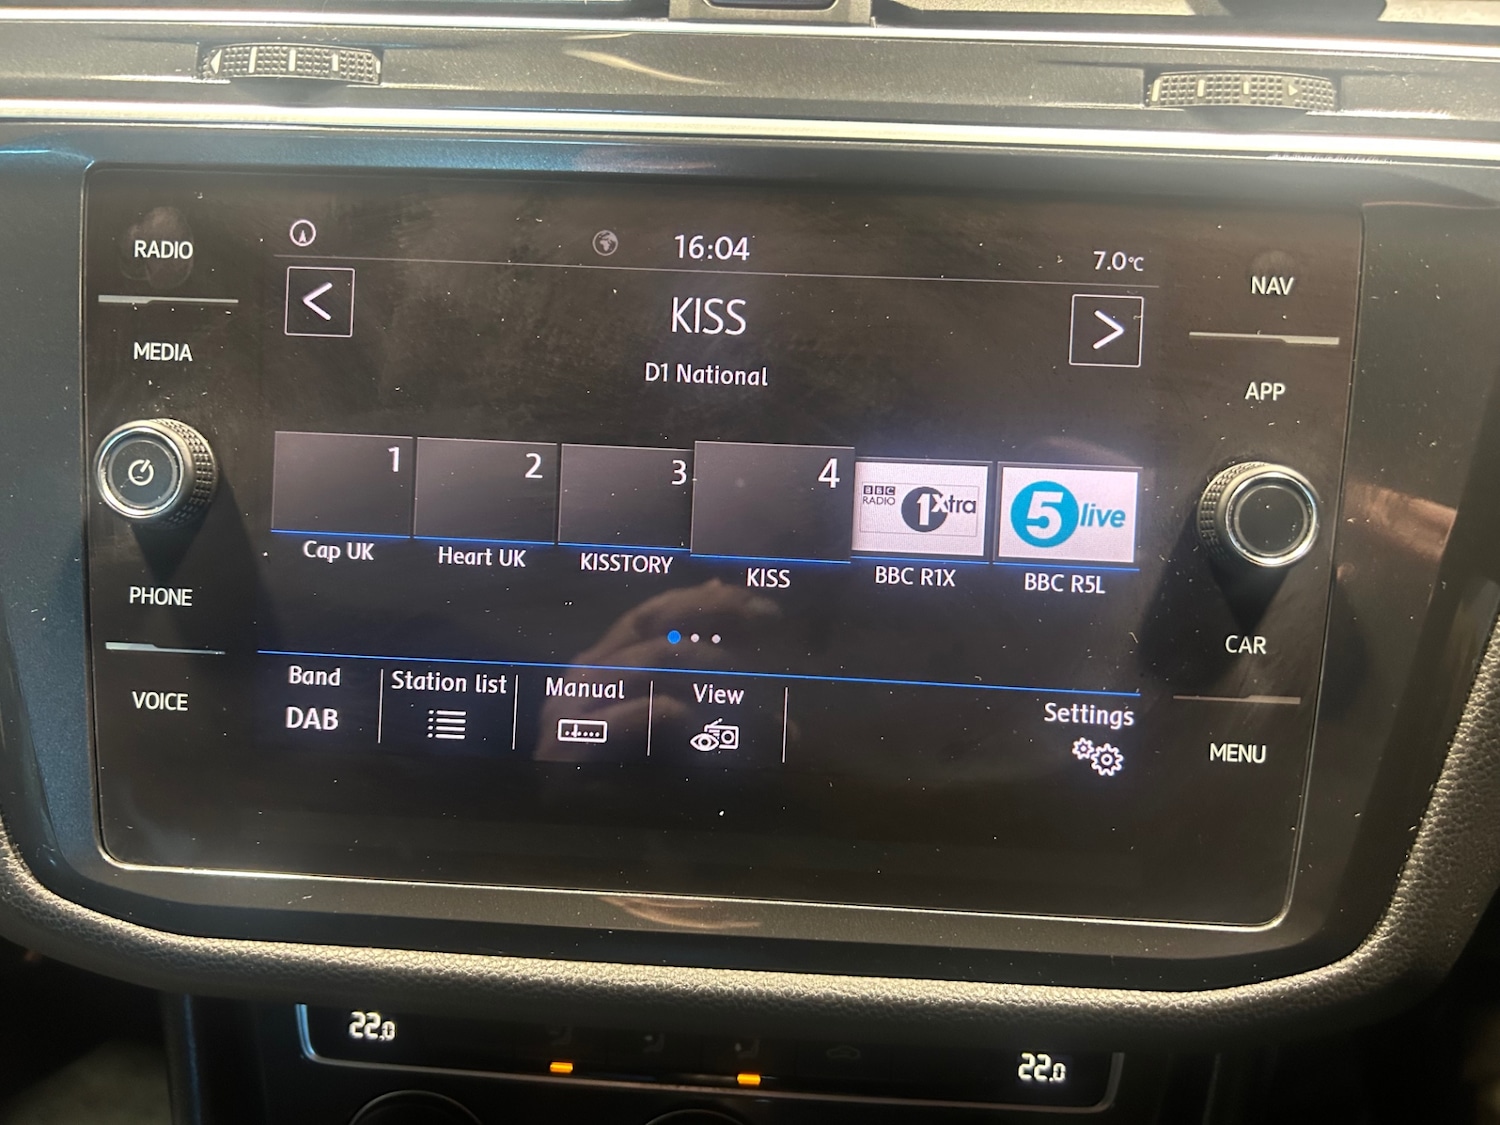 RADIO
MEDIA
PHONE
VOICE
16:04
7.0°C
<
KISS
>
D1 National
1
2
3
4
BBC
RADIO
1Xtra
5 live
Cap UK
Heart UK
KISSTORY
KISS
BBC R1X
BBC R5L
Band
DAB
Station list
Manual
View
Settings
NAV
APP
CAR
MENU
22.0
22.0